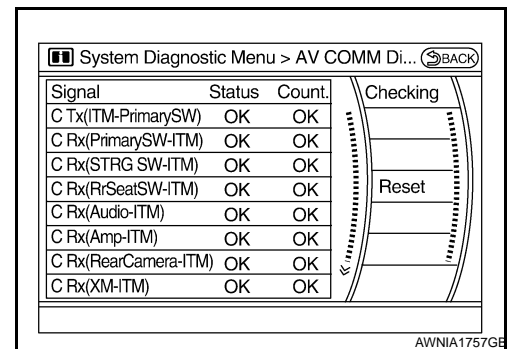 System Diagnostic Menu > AV COMM Di... BACK
Signal Status Count.
C Tx(ITM-PrimarySW) OK OK
C Rx(PrimarySW-ITM) OK OK
C Rx(STRG SW-ITM) OK OK
C Rx(RrSeatSW-ITM) OK OK
C Rx(Audio-ITM) OK OK
C Rx(Amp-ITM) OK OK
C Rx(RearCamera-ITM) OK OK
C Rx(XM-ITM) OK OK
Checking
Reset
AWNIA1757GB